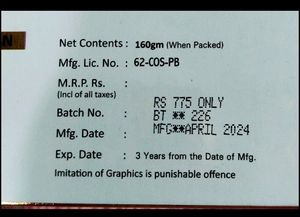 N
Net Contents : 160gm (When Packed)
Mfg. Lic. No. : 62-COS-PB
M.R.P. Rs. :
(Incl of all taxes)
RS 775 ONLY
Batch No. : BT ** 226
Mfg. Date : MFG**APRIL 2024
Exp. Date : 3 Years from the Date of Mfg.
Imitation of Graphics is punishable offence